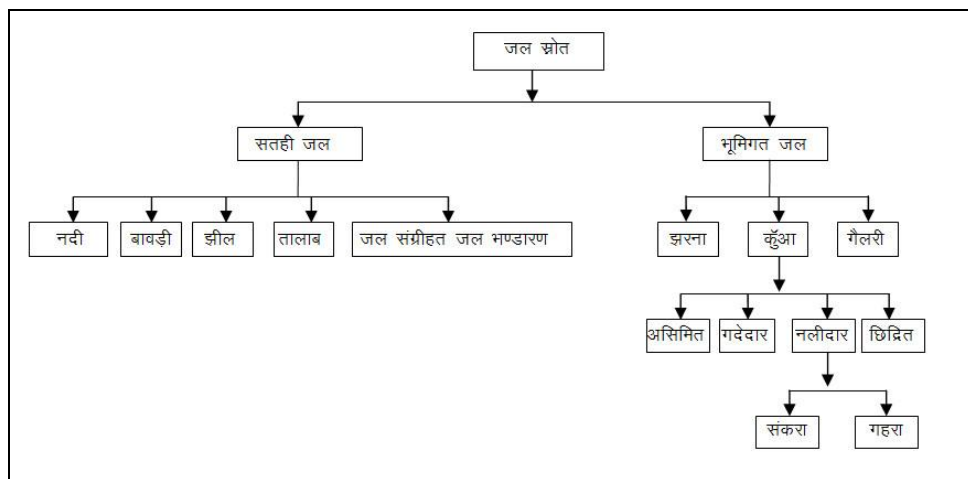 जल स्रोत
सतही जल
भूमिगत जल
नदी
बावड़ी
झील
तालाब
जल संग्रीहत जल भण्डारण
झरना
कुॅआ
गैलरी
असिमित
गदेदार
नलीदार
छिद्रित
संकरा
गहरा